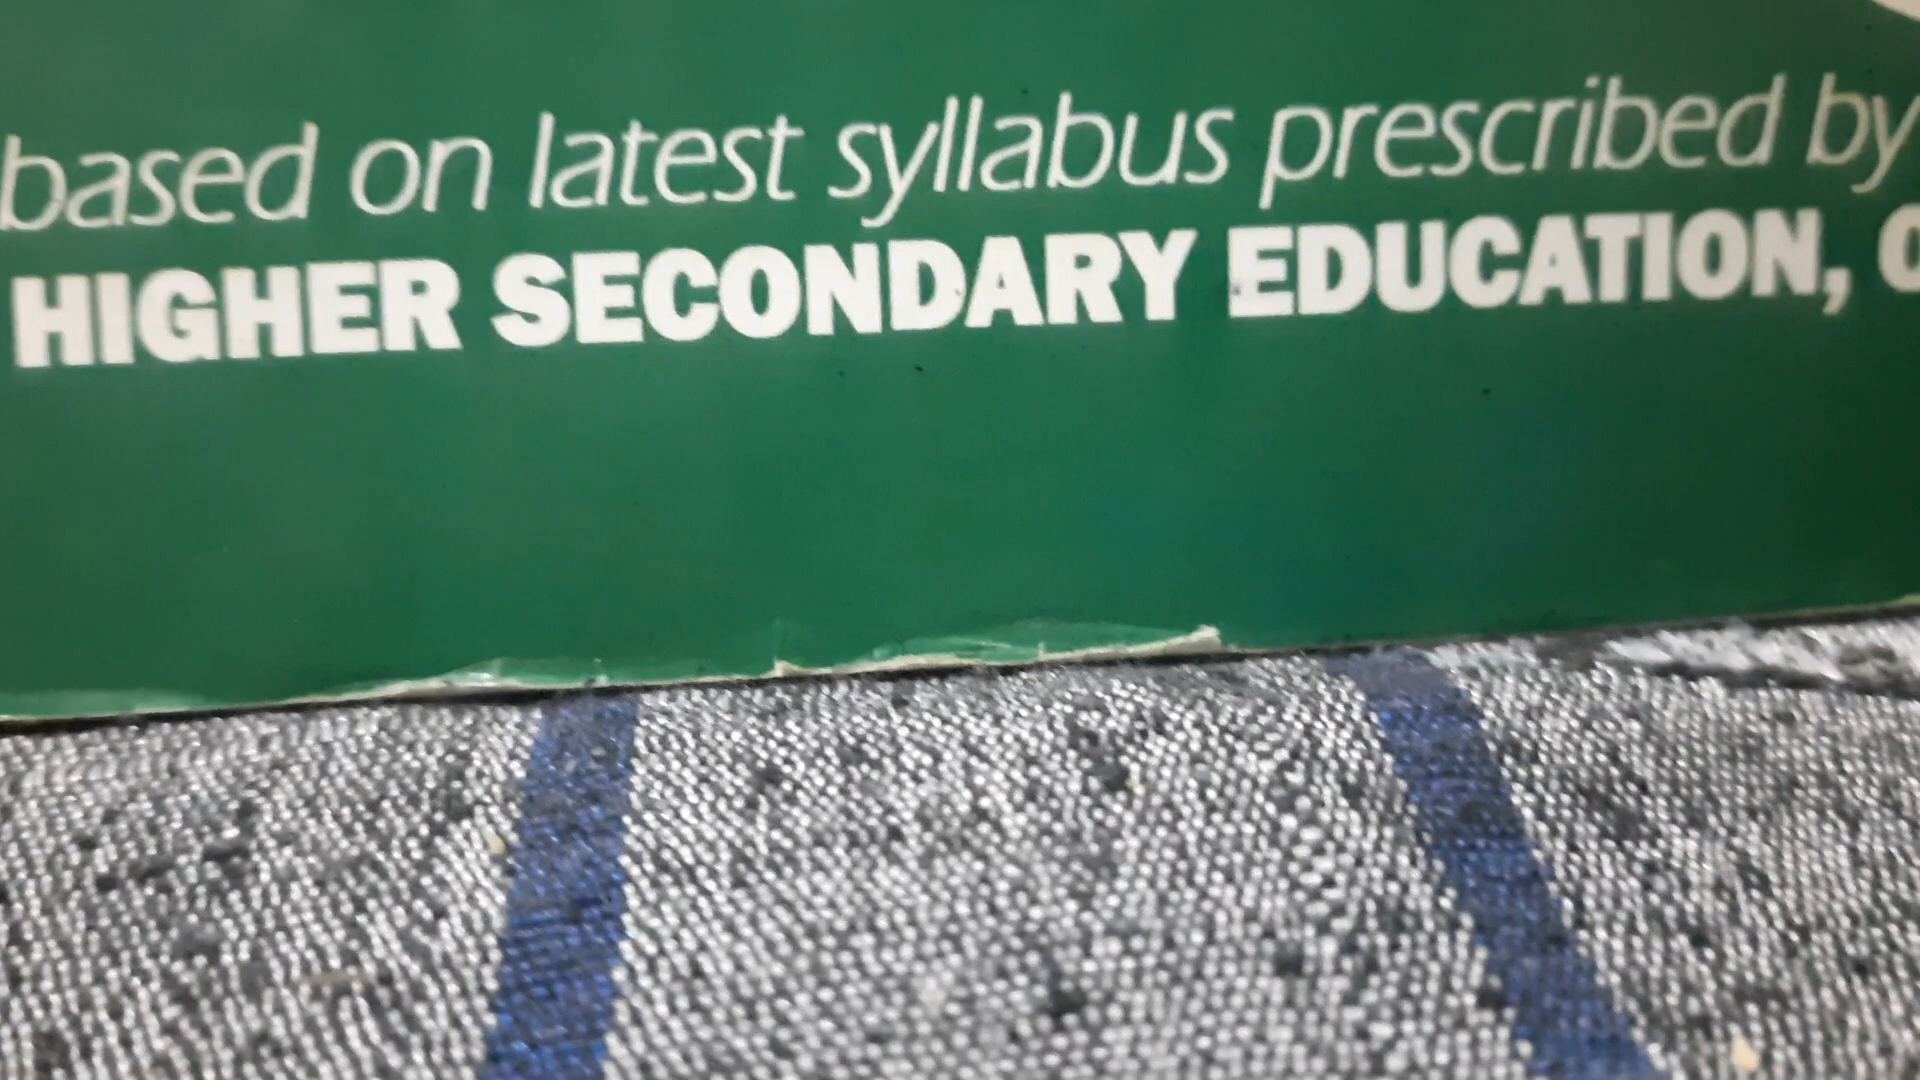 based on latest syllabus prescribed by
HIGHER SECONDARY EDUCATION,